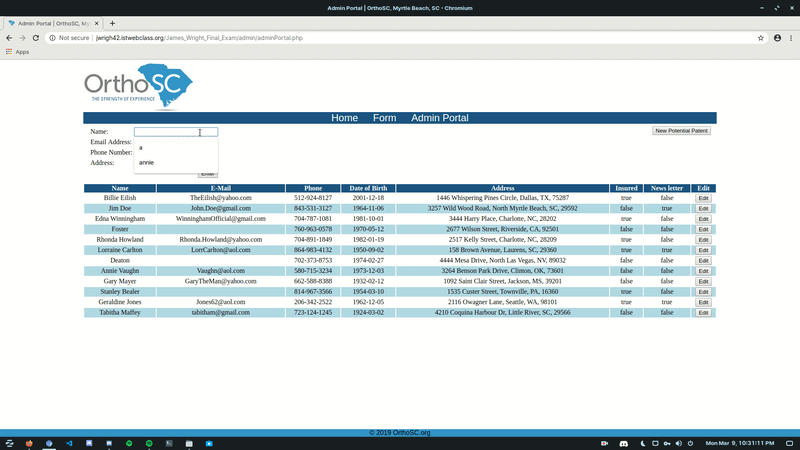 Admin Portal | OrthoSC, Myrtle Beach, SC - Chromium
Admin Portal | OrthoSC, My
Not secure | jwrigh42.istwebclass.org/James_Wright_Final_Exam/admin/adminPortal.php
Apps
OrthoSC
THE STRENGTH OF EXPERIENCE
Home Form Admin Portal
Name:
New Potential Patent
Email Address:
a
Phone Number:
Address:
annie
Name E-Mail Phone Date of Birth Address Insured News letter Edit
Billie Eilish TheEilish@yahoo.com 512-924-8127 2001-12-18 1446 Whispering Pines Circle, Dallas, TX, 75287 true false Edit
Jim Doe John.Doe@gmail.com 843-531-3127 1964-11-06 3257 Wild Wood Road, North Myrtle Beach, SC, 29592 false true Edit
Edna Winningham WinninghamOfficial@gmail.com 704-787-1081 1981-10-01 3444 Harry Place, Charlotte, NC, 28202 false false Edit
Foster 760-963-0578 1970-05-12 2677 Wilson Street, Riverside, CA, 92501 false false Edit
Rhonda Howland Rhonda.Howland@yahoo.com 704-891-1849 1982-01-19 2517 Kelly Street, Charlotte, NC, 28209 true false Edit
Lorraine Carlton LorrCarlton@aol.com 864-983-4132 1950-09-02 158 Brown Avenue, Laurens, SC, 29360 true true Edit
Deaton 702-373-8753 1974-02-27 4444 Mesa Drive, North Las Vegas, NV, 89032 false false Edit
Annie Vaughn Vaughn@aol.com 580-715-3234 1973-12-03 3264 Benson Park Drive, Clinton, OK, 73601 false false Edit
Gary Mayer GaryTheMan@yahoo.com 662-588-8388 1932-02-12 1092 Saint Clair Street, Jackson, MS, 39201 false false Edit
Stanley Bealer 814-967-3566 1954-03-10 1535 Custer Street, Townville, PA, 16360 true false Edit
Geraldine Jones Jones62@aol.com 206-342-2522 1962-12-05 2116 Owagner Lane, Seattle, WA, 98101 true true Edit
Tabitha Maffey tabitham@gmail.com 723-124-1245 1924-03-02 4210 Coquina Harbour Dr, Little River, SC, 29566 false false Edit
© 2019 OrthoSC.org
Mon Mar 9, 10:31:11 PM